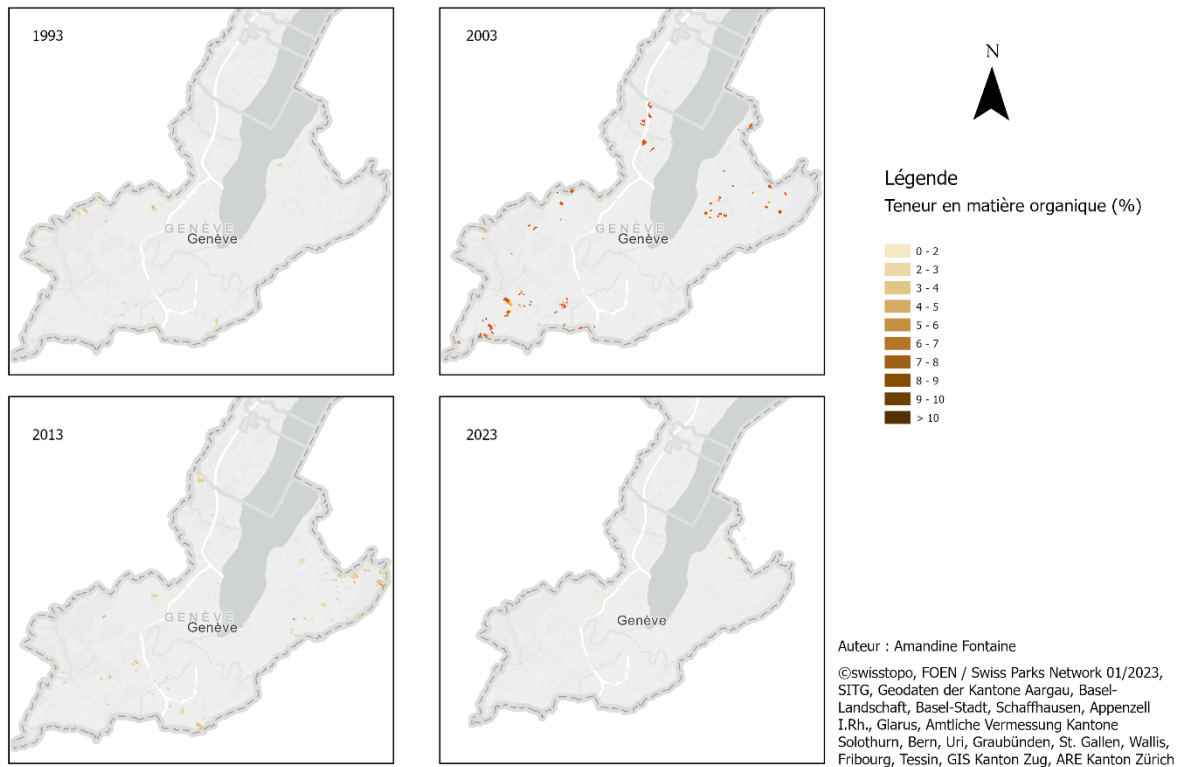 1993
GENÈVE
Genève
2003
GENÈVE
Genève
2013
GENÈVE
Genève
2023
Genève
N
Légende
Teneur en matière organique (%)
0 - 2
2 - 3
3 - 4
4 - 5
5 - 6
6 - 7
7 - 8
8 - 9
9 - 10
> 10
Auteur : Amandine Fontaine
©swisstopo, FOEN / Swiss Parks Network 01/2023,
SITG, Geodaten der Kantone Aargau, Basel-
Landschaft, Basel-Stadt, Schaffhausen, Appenzell
I.Rh., Glarus, Amtliche Vermessung Kantone
Solothurn, Bern, Uri, Graubünden, St. Gallen, Wallis,
Fribourg, Tessin, GIS Kanton Zug, ARE Kanton Zürich